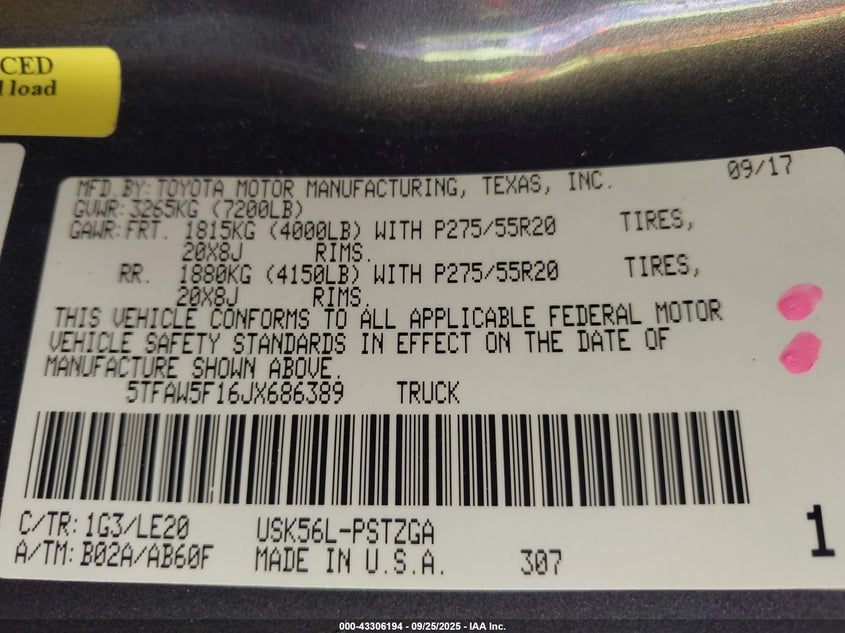 CED
l load
09/17
MFD. BY: TOYOTA MOTOR MANUFACTURING, TEXAS, INC.
GVWR: 3265KG (7200LB)
GAWR: FRT. 1815KG (4000LB) WITH P275/55R20 TIRES,
20X8J RIMS.
RR. 1880KG (4150LB) WITH P275/55R20 TIRES,
20X8J RIMS.
THIS VEHICLE CONFORMS TO ALL APPLICABLE FEDERAL MOTOR
VEHICLE SAFETY STANDARDS IN EFFECT ON THE DATE OF
MANUFACTURE SHOWN ABOVE.
5TFAW5F16JX686389 TRUCK
C/TR: 1G3/LE20 USK56L-PSTZGA
A/TM: B02A/AB60F MADE IN U.S.A. 307
1
000-43306194 - 09/25/2025 - IAA Inc.